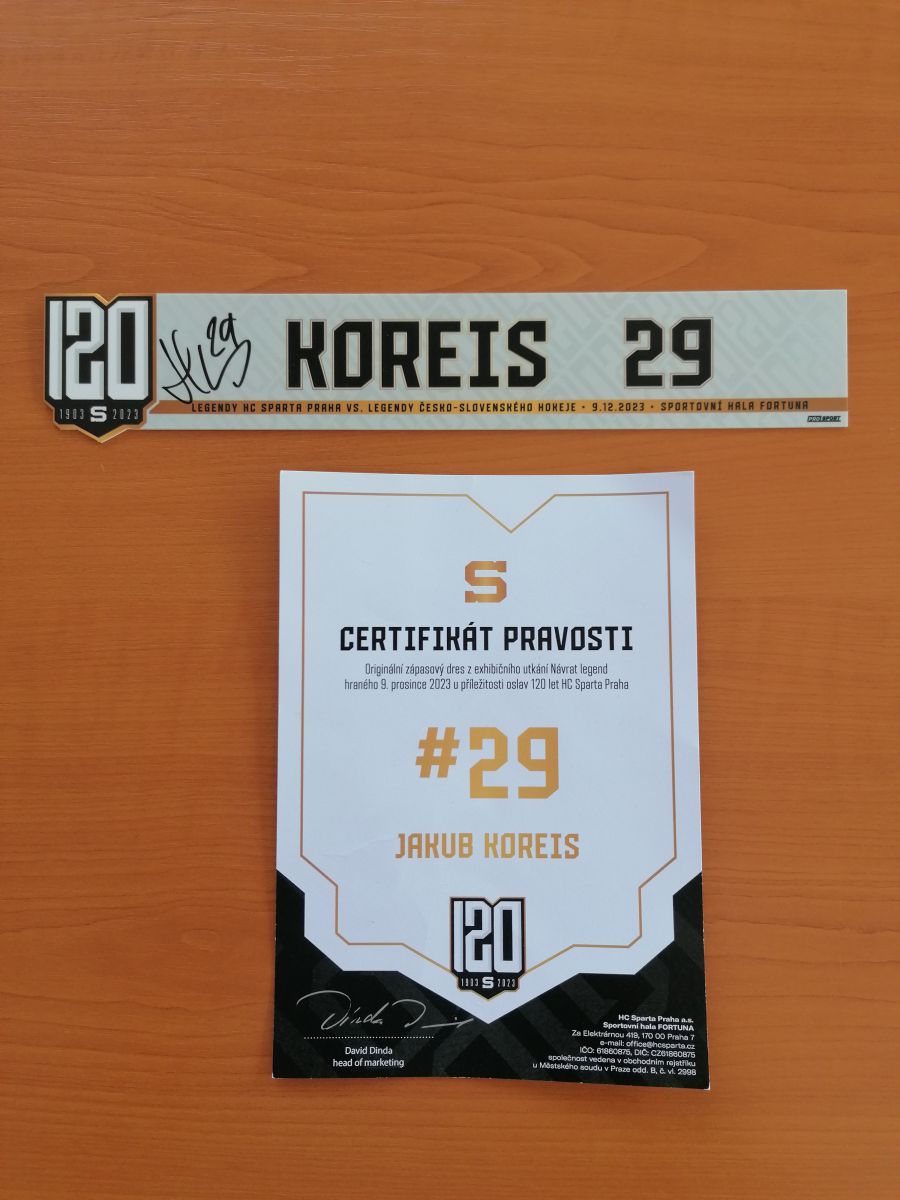 120
1903 S 2023
29
KOREIS 29
LEGENDY HC SPARTA PRAHA VS. LEGENDY ČESKO-SLOVENSKÉHO HOKEJE • 9.12.2023 • SPORTOVNÍ HALA FORTUNA
PRO SPORT
S
CERTIFIKÁT PRAVOSTI
Originální zápasový dres z exhibičního utkání Návrat legend
hraného 9. prosince 2023 u příležitosti oslav 120 let HC Sparta Praha
#29
JAKUB KOREIS
120
1903 S 2023
Dinda
David Dinda
head of marketing
HC Sparta Praha a.s.
Sportovní hala FORTUNA
Za Elektrárnou 419, 170 00 Praha 7
e-mail: office@hcsparta.cz
IČO: 61860875, DIČ: CZ61860875
společnost vedena v obchodním rejstříku
u Městského soudu v Praze odd. B, č. vl. 2998